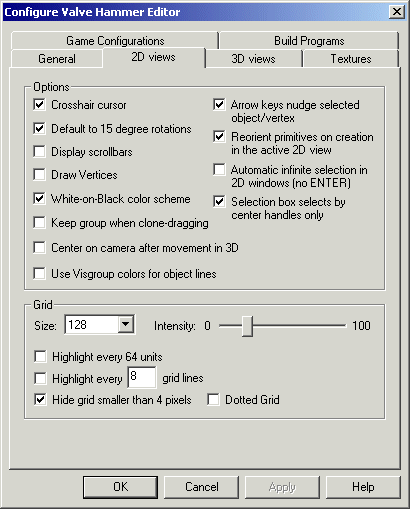 Configure Valve Hammer Editor
Game Configurations
Build Programs
General
2D views
3D views
Textures
Options
Crosshair cursor
Default to 15 degree rotations
Display scrollbars
Draw Vertices
White-on-Black color scheme
Keep group when clone-dragging
Center on camera after movement in 3D
Use Visgroup colors for object lines
Arrow keys nudge selected
object/vertex
Reorient primitives on creation
in the active 2D view
Automatic infinite selection in
2D windows (no ENTER)
Selection box selects by
center handles only
Grid
Size: 128 Intensity: 0 100
Highlight every 64 units
Highlight every 8 grid lines
Hide grid smaller than 4 pixels
Dotted Grid
OK
Cancel
Apply
Help